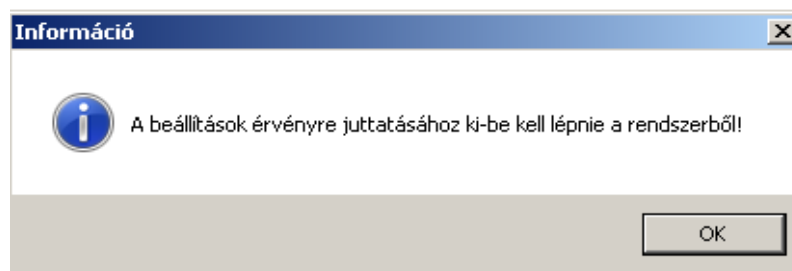 Információ
A beállítások érvényre juttatásához ki-be kell lépnie a rendszerből!
OK